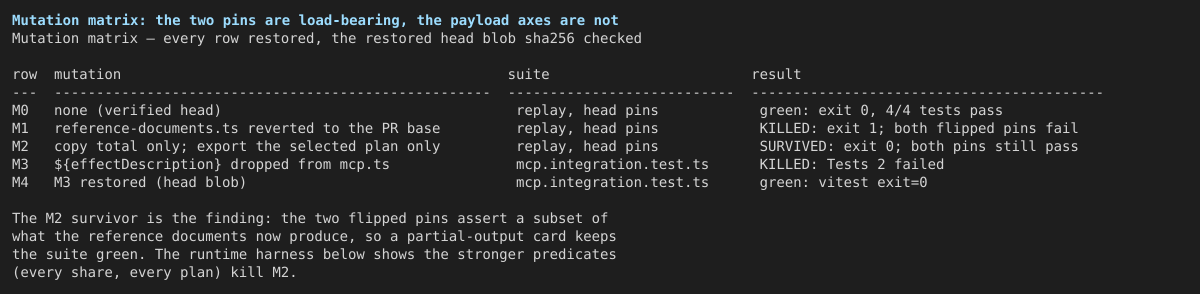 Mutation matrix: the two pins are load-bearing, the payload axes are not
Mutation matrix — every row restored, the restored head blob sha256 checked
row  mutation                                              suite                        result
---  ----------------------------------------------------  ---------------------------  ------------------------------------------
M0   none (verified head)                                  replay, head pins            green: exit 0, 4/4 tests pass
M1   reference-documents.ts reverted to the PR base        replay, head pins            KILLED: exit 1; both flipped pins fail
M2   copy total only; export the selected plan only        replay, head pins            SURVIVED: exit 0; both pins still pass
M3   ${effectDescription} dropped from mcp.ts              mcp.integration.test.ts      KILLED: Tests 2 failed
M4   M3 restored (head blob)                               mcp.integration.test.ts      green: vitest exit=0
The M2 survivor is the finding: the two flipped pins assert a subset of
what the reference documents now produce, so a partial-output card keeps
the suite green. The runtime harness below shows the stronger predicates
(every share, every plan) kill M2.